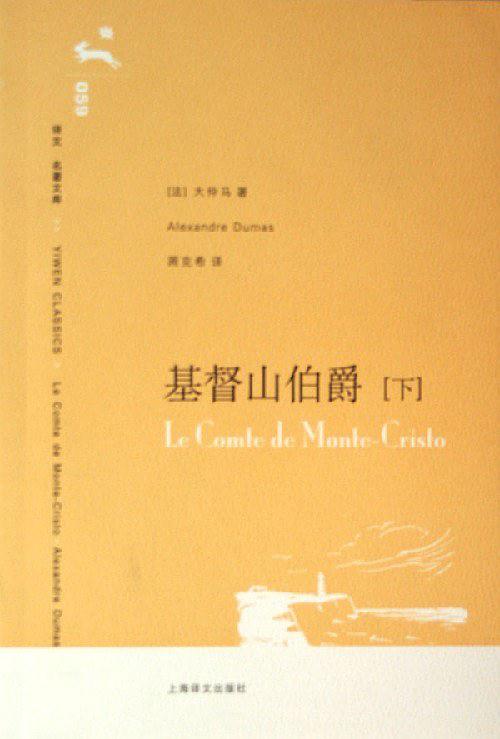 059
译文 名著文库 >> YIWEN CLASSICS > Le Comte de Monte-Cristo Alexandre Dumas
[法] 大仲马 著
Alexandre Dumas
周克希 译
基督山伯爵 [下]
Le Comte de Monte-Cristo
上海译文出版社